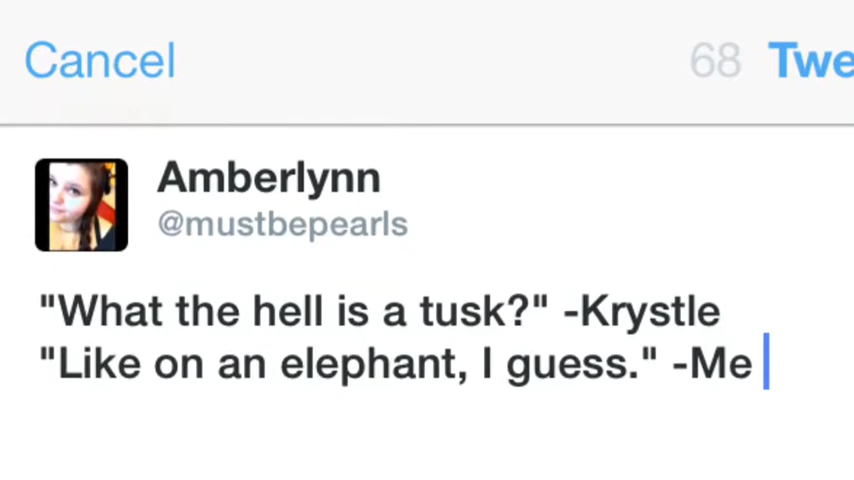 Cancel 68 Twe
Amberlynn
@mustbepearls
"What the hell is a tusk?" -Krystle
"Like on an elephant, I guess." -Me